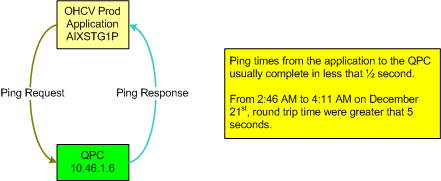 OHCV Prod
Application
AIXSTG1P
Ping Request
Ping Response
QPC
10.46.1.6
Ping times from the application to the QPC
usually complete in less that ½ second.
From 2:46 AM to 4:11 AM on December
21st, round trip time were greater that 5
seconds.